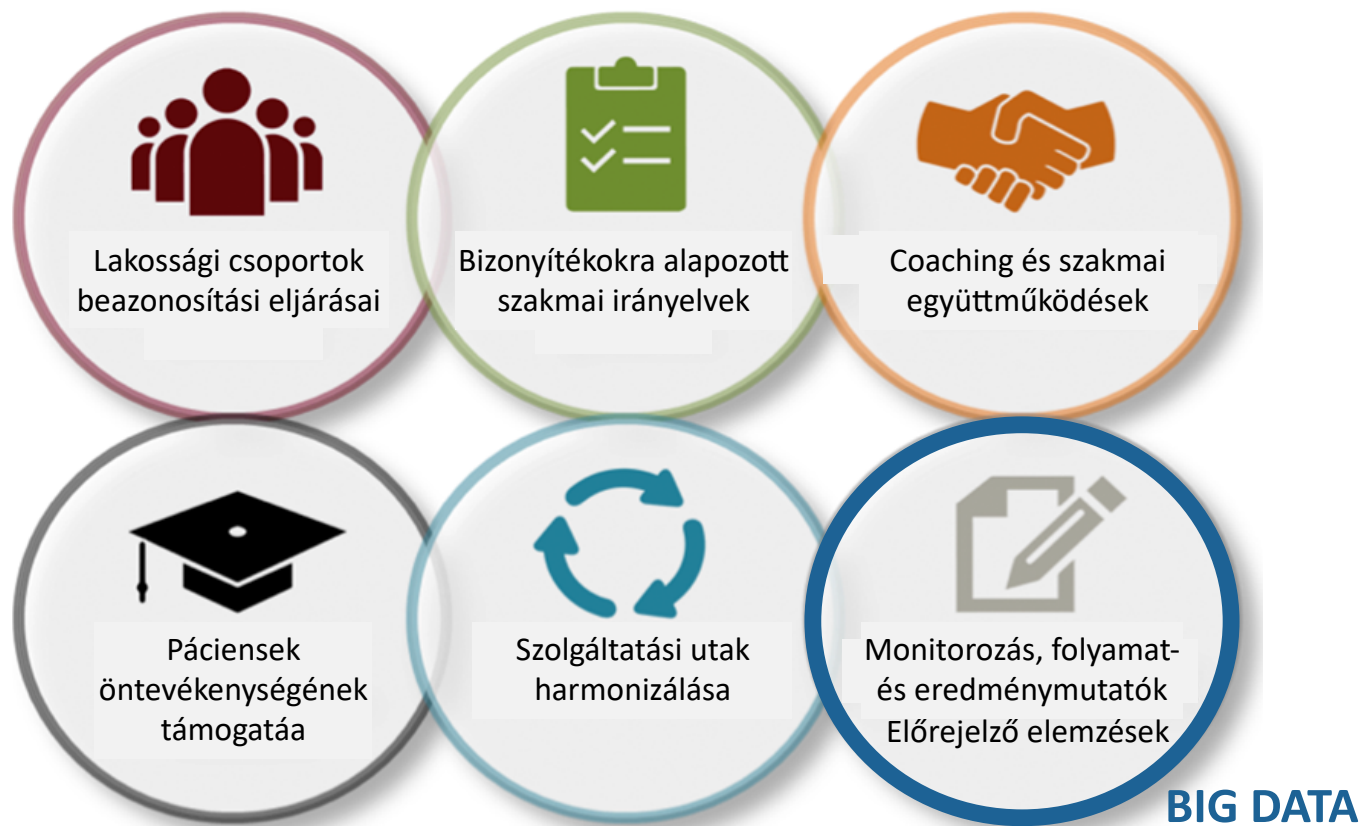 Lakossági csoportok
beazonosítási eljárásai
Bizonyítékokra alapozott
szakmai irányelvek
Coaching és szakmai
együttműködések
Páciensek
öntevékenységének
támogatáa
Szolgáltatási utak
harmonizálása
Monitorozás, folyamat-
és eredménymutatók
Előrejelző elemzések
BIG DATA